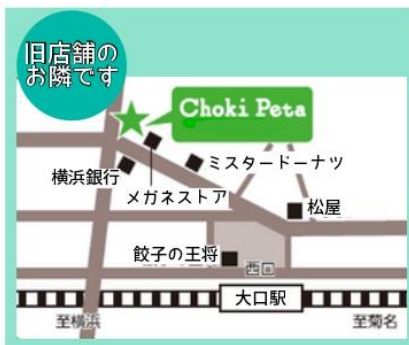 旧店舗の
お隣です
Choki Peta
ミスタードーナツ
横浜銀行
メガネストア
松屋
餃子の王将
西口
大口駅
至横浜
至菊名